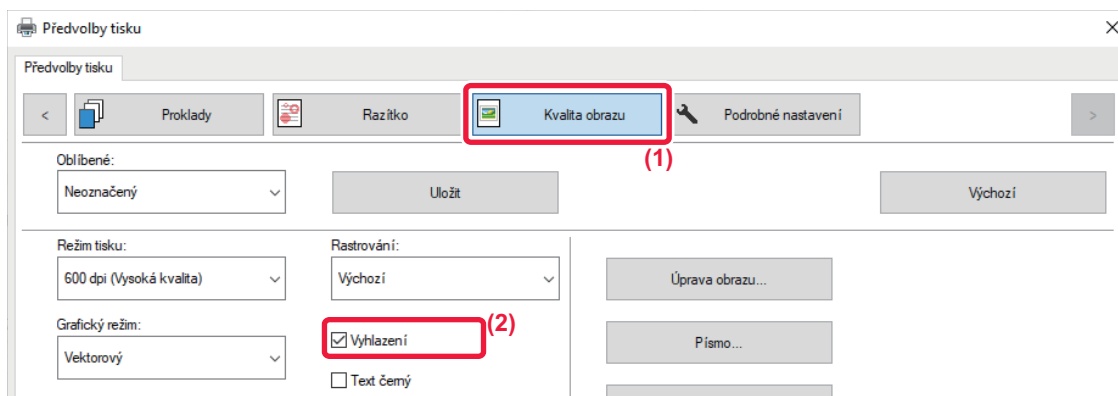 Předvolby tisku
Předvolby tisku
< Proklady Razítko Kvalita obrazu Podrobné nastavení >
(1)
Oblíbené:
Neoznačený Uložit Výchozí
Režim tisku: Rastrování:
600 dpi (Vysoká kvalita) Výchozí Úprava obrazu...
Grafický režim: (2)
Vektorový Vyhlazení Písmo...
Text černý